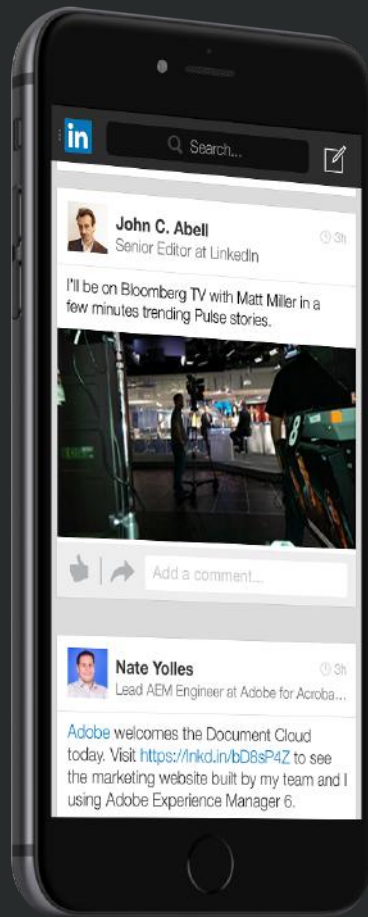 in
Search...
John C. Abell
3h
Senior Editor at LinkedIn
I'll be on Bloomberg TV with Matt Miller in a
few minutes trending Pulse stories.
8
Add a comment...
Nate Yolles
3h
Lead AEM Engineer at Adobe for Acroba...
Adobe welcomes the Document Cloud
today. Visit https://lnkd.in/bD8sP4Z to see
the marketing website built by my team and I
using Adobe Experience Manager 6.